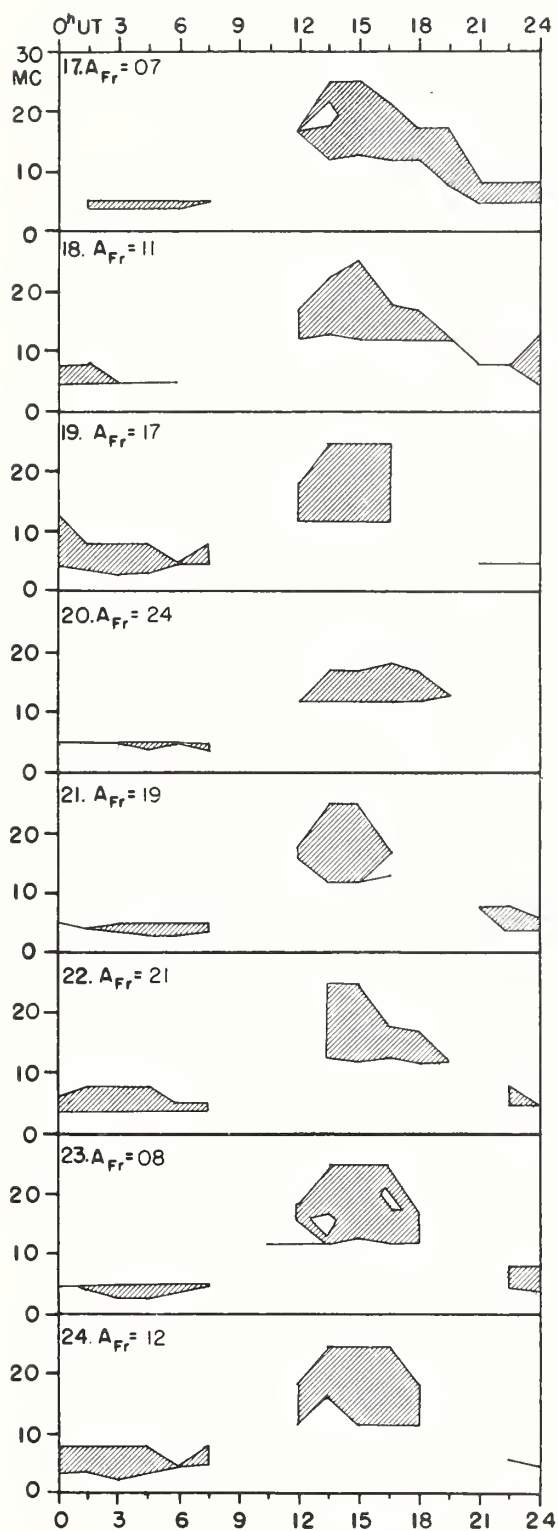 0ʰUT 3 6 9 12 15 18 21 24
30
MC
17.A_Fr= 07
20
10
0
18. A_Fr= 11
20
10
0
19. A_Fr= 17
20
10
0
20.A_Fr= 24
20
10
0
21. A_Fr= 19
20
10
0
22. A_Fr= 21
20
10
0
23.A_Fr= 08
20
10
0
24. A_Fr= 12
20
10
0
0 3 6 9 12 15 18 21 24